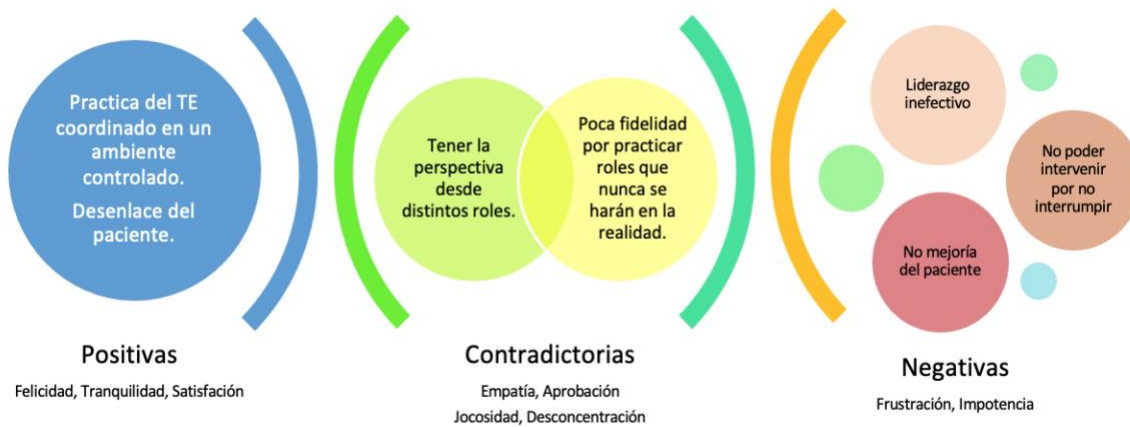 Practica del TE
coordinado en un
ambiente
controlado.
Desenlace del
paciente.
Positivas
Felicidad, Tranquilidad, Satisfacción
Tener la
perspectiva
desde
distintos roles.
Poca fidelidad
por practicar
roles que
nunca se
harán en la
realidad.
Contradictorias
Empatía, Aprobación
Jocosidad, Desconcentración
Liderazgo
inefectivo
No poder
intervenir
por no
interrumpir
No mejoría
del paciente
Negativas
Frustración, Impotencia